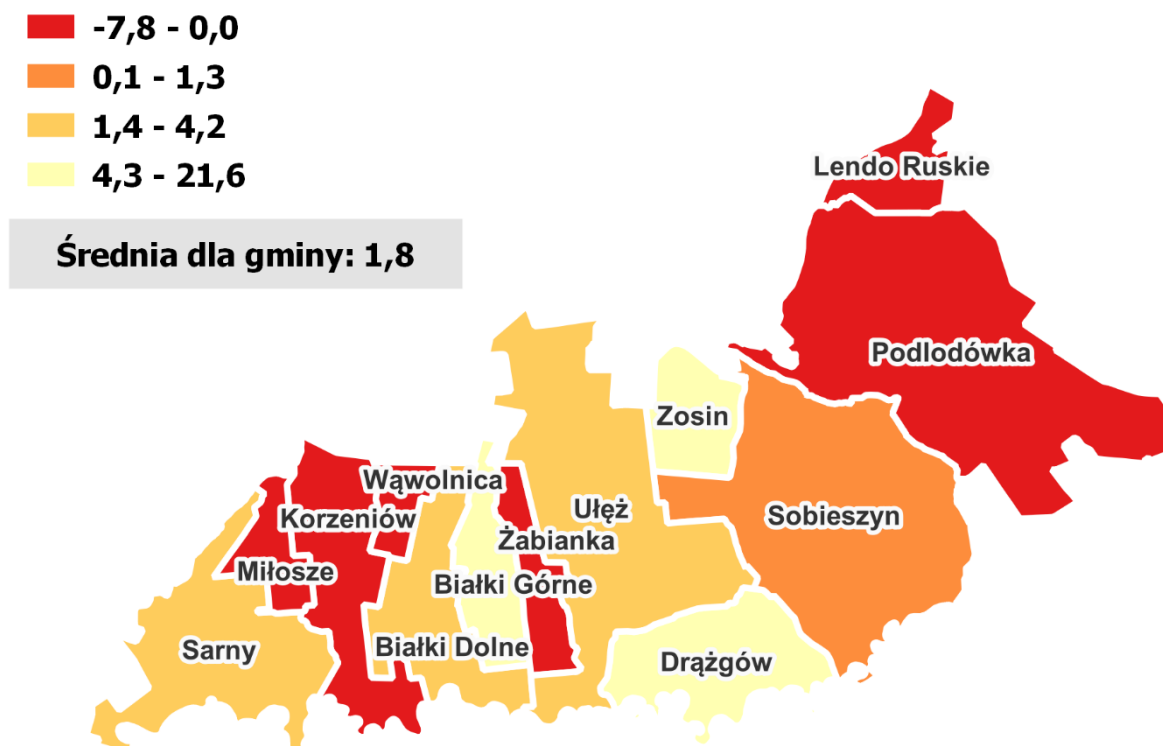 -7,8 - 0,0
0,1 - 1,3
1,4 - 4,2
4,3 - 21,6
Średnia dla gminy: 1,8
Lendo Ruskie
Podlodówka
Zosin
Wąwolnica
Korzeniów
Ułęż
Sobieszyn
Żabianka
Miłosze
Białki Górne
Sarny
Białki Dolne
Drążgów